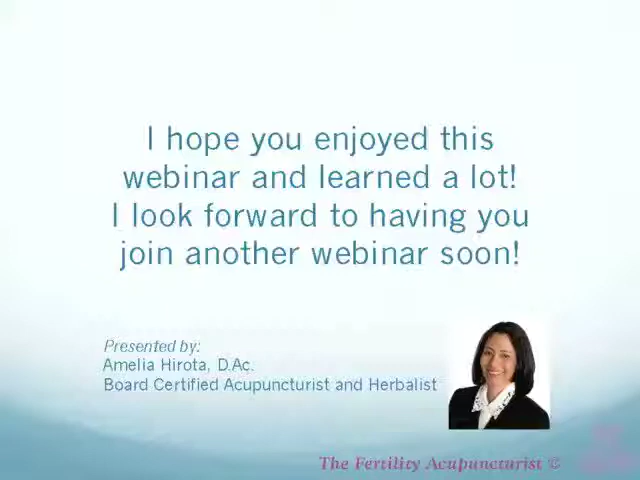 I hope you enjoyed this
webinar and learned a lot!
I look forward to having you
join another webinar soon!
Presented by:
Amelia Hirota, D.Ac.
Board Certified Acupuncturist and Herbalist
The Fertility Acupuncturist ©